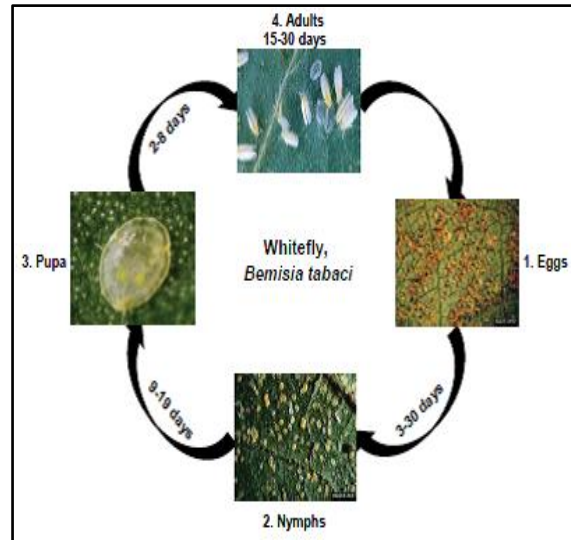 4. Adults
15-30 days
2-8 days
3. Pupa
Whitefly,
Bemisia tabaci
1. Eggs
9-19 days
3-30 days
2. Nymphs